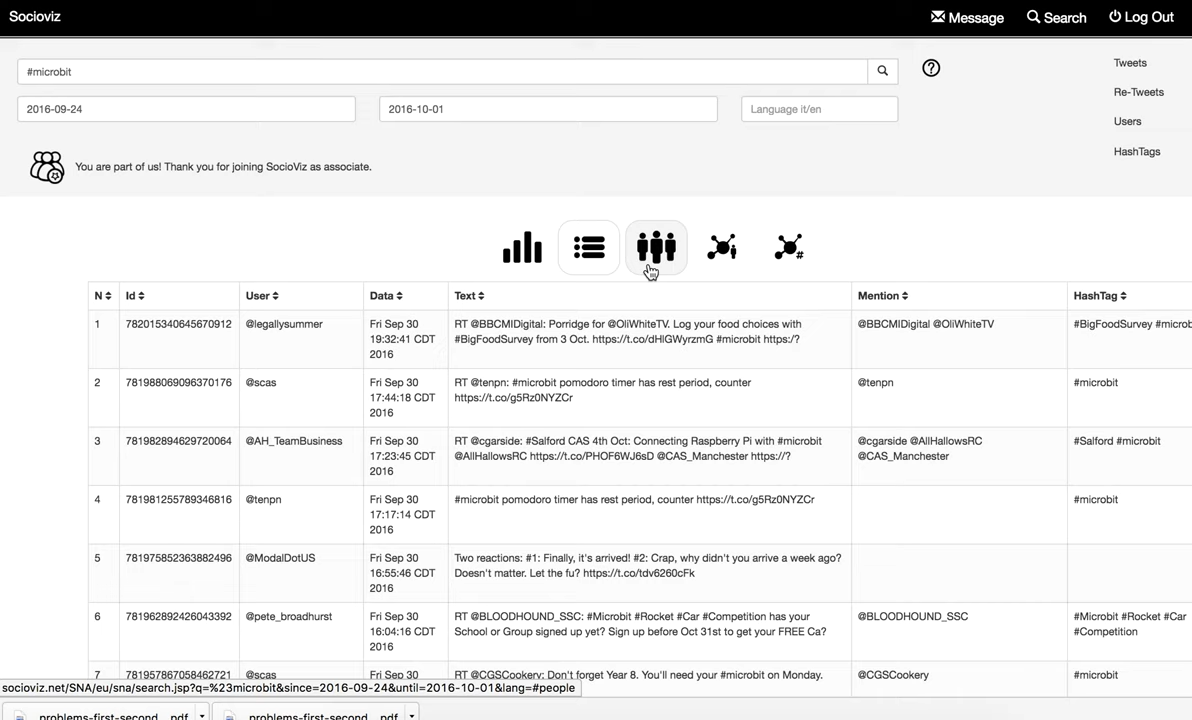 Socioviz
Message Search Log Out
#microbit
Tweets
Re-Tweets
Users
HashTags
2016-09-24 2016-10-01 Language it/en
You are part of us! Thank you for joining SocioViz as associate.
N Id User Data Text Mention HashTag
1 782015340645670912 @legallysummer Fri Sep 30 RT @BBCMIDigital: Porridge for @OliWhiteTV. Log your food choices with @BBCMIDigital @OliWhiteTV #BigFoodSurvey #microb
19:32:41 CDT #BigFoodSurvey from 3 Oct. https://t.co/dHlGWyrzmG #microbit https:/?
2016
2 781988069096370176 @scas Fri Sep 30 RT @tenpn: #microbit pomodoro timer has rest period, counter @tenpn #microbit
17:44:18 CDT https://t.co/g5Rz0NYZCr
2016
3 781982894629720064 @AH_TeamBusiness Fri Sep 30 RT @cgarside: #Salford CAS 4th Oct: Connecting Raspberry Pi with #microbit @cgarside @AllHallowsRC #Salford #microbit
17:23:45 CDT @AllHallowsRC https://t.co/PHOF6WJ6sD @CAS_Manchester https://? @CAS_Manchester
2016
4 781981255789346816 @tenpn Fri Sep 30 #microbit pomodoro timer has rest period, counter https://t.co/g5Rz0NYZCr #microbit
17:17:14 CDT
2016
5 781975852363882496 @ModalDotUS Fri Sep 30 Two reactions: #1: Finally, it's arrived! #2: Crap, why didn't you arrive a week ago?
16:55:46 CDT Doesn't matter. Let the fu? https://t.co/tdv6260cFk
2016
6 781962892426043392 @pete_broadhurst Fri Sep 30 RT @BLOODHOUND_SSC: #Microbit #Rocket #Car #Competition has your @BLOODHOUND_SSC #Microbit #Rocket #Car
16:04:16 CDT School or Group signed up yet? Sign up before Oct 31st to get your FREE Ca? #Competition
2016
7 781957867058462721 @scas Fri Sep 30 RT @CGSCookery: Don't forget Year 8. You'll need your #microbit on Monday. @CGSCookery #microbit
socioviz.net/SNA/eu/sna/search.jsp?q=%23microbit&since=2016-09-24&until=2016-10-01&lang=#people
problems-first-second....pdf problems-first-second....pdf